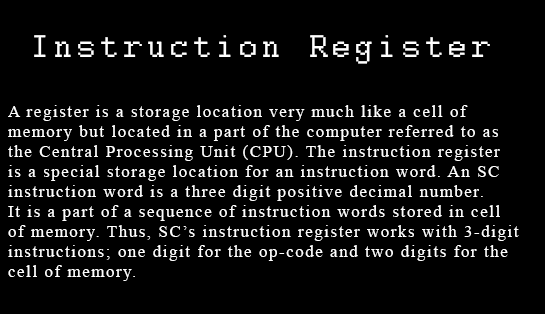 Instruction Register
A register is a storage location very much like a cell of
memory but located in a part of the computer referred to as
the Central Processing Unit (CPU). The instruction register
is a special storage location for an instruction word. An SC
instruction word is a three digit positive decimal number.
It is a part of a sequence of instruction words stored in cell
of memory. Thus, SC’s instruction register works with 3-digit
instructions; one digit for the op-code and two digits for the
cell of memory.